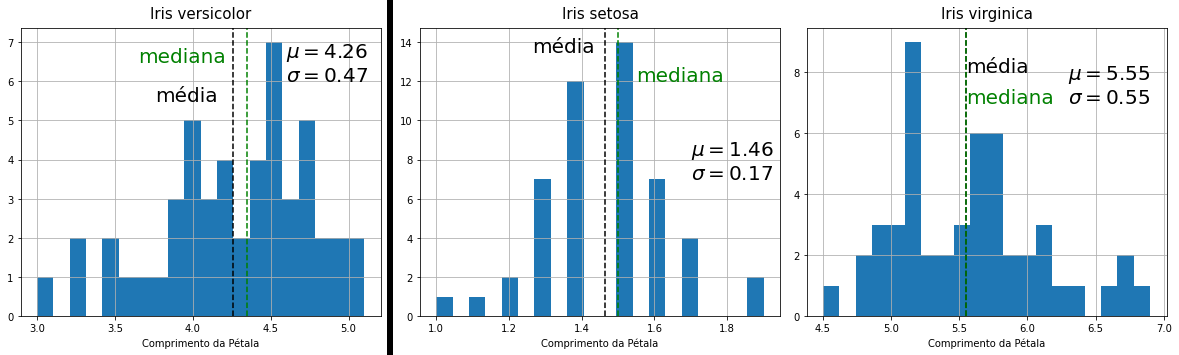 Iris versicolor
mediana
média
μ = 4.26
σ = 0.47
7
6
5
4
3
2
1
0
3.0 3.5 4.0 4.5 5.0
Comprimento da Pétala
Iris setosa
média
mediana
μ = 1.46
σ = 0.17
14
12
10
8
6
4
2
0
1.0 1.2 1.4 1.6 1.8
Comprimento da Pétala
Iris virginica
média
mediana
μ = 5.55
σ = 0.55
8
6
4
2
0
4.5 5.0 5.5 6.0 6.5 7.0
Comprimento da Pétala